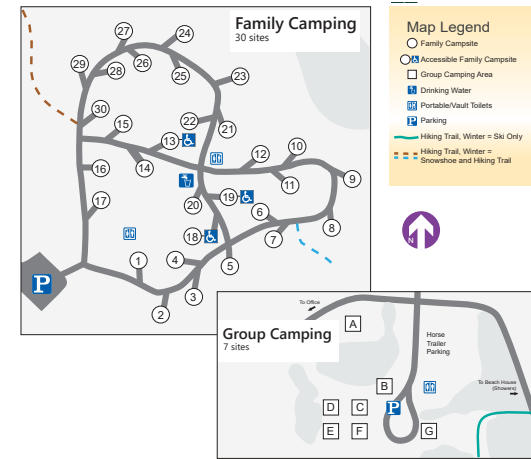 Family Camping
30 sites
27
24
26
25
29
28
23
30
22
21
15
13
14
12
10
11
9
16
19
20
6
8
17
18
7
1
4
5
3
2
P
Map Legend
Family Campsite
Accessible Family Campsite
Group Camping Area
Drinking Water
Portable/Vault Toilets
P Parking
Hiking Trail, Winter = Ski Only
Hiking Trail, Winter =
Snowshoe and Hiking Trail
N
Group Camping
7 sites
To Office
A
Horse
Trailer
Parking
B
To Beach House
(Showers)
D
C
P
E
F
G